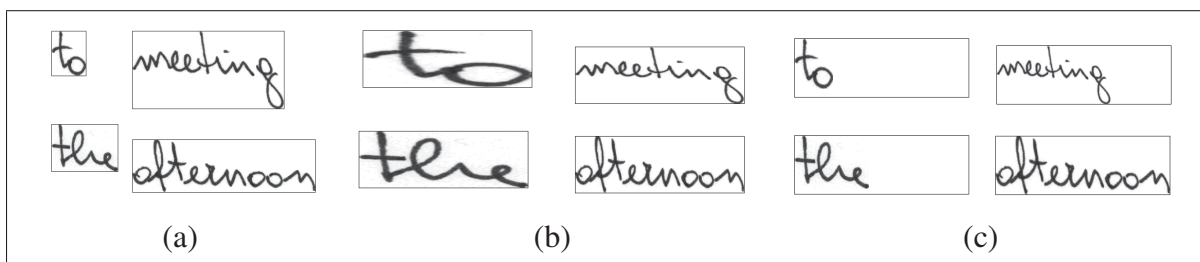 to meeting to meeting to meeting
the afternoon the afternoon the afternoon
(a) (b) (c)